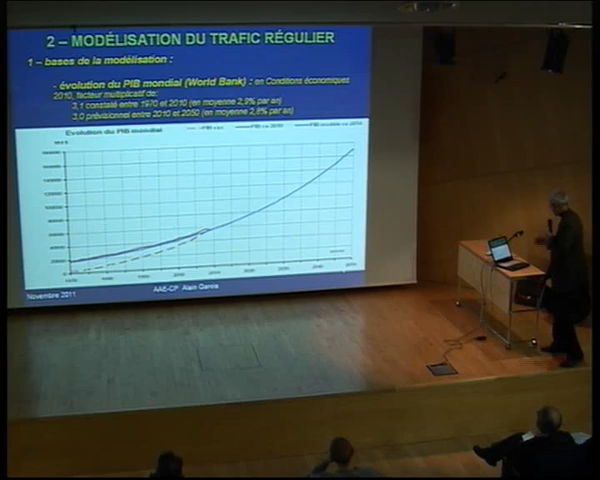 2 – MODÉLISATION DU TRAFIC RÉGULIER
1 – bases de la modélisation :
- évolution du PIB mondial (World Bank) : en Conditions économiques
2010, facteur multiplicatif de:
3,1 constaté entre 1970 et 2010 (en moyenne 2,9% par an)
3,0 prévisionnel entre 2010 et 2050 (en moyenne 2,8% par an)
Evolution du PIB mondial
Novembre 2011
AAE-CP Alain Garcia